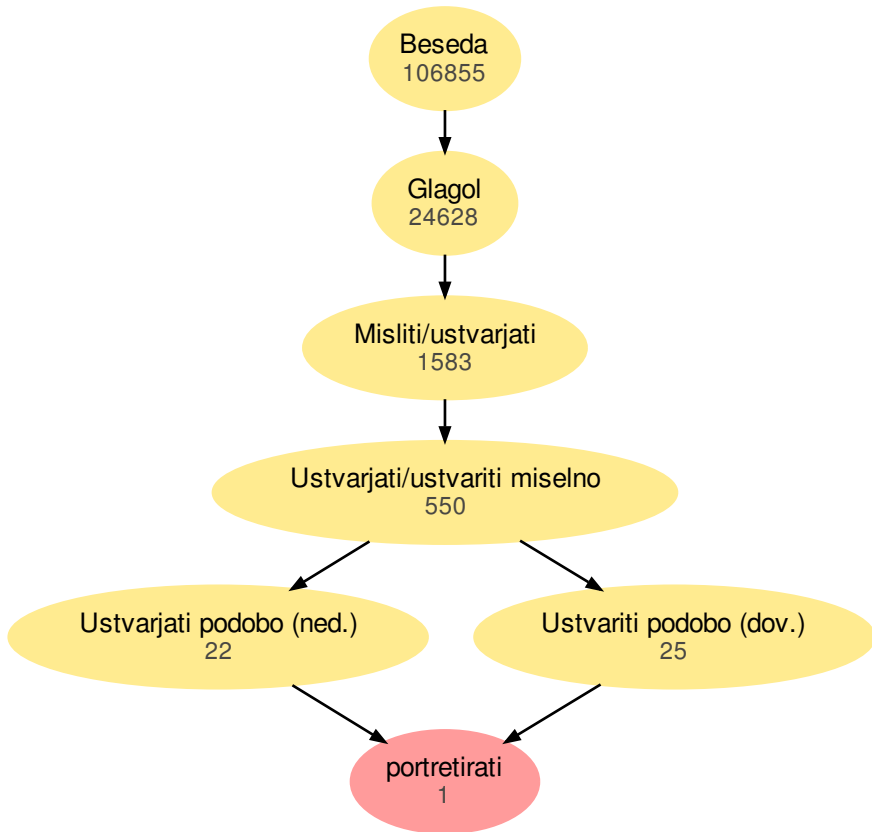 Beseda
106855
Glagol
24628
Misliti/ustvarjati
1583
Ustvarjati/ustvariti miselno
550
Ustvarjati podobo (ned.)
22
Ustvariti podobo (dov.)
25
portretirati
1